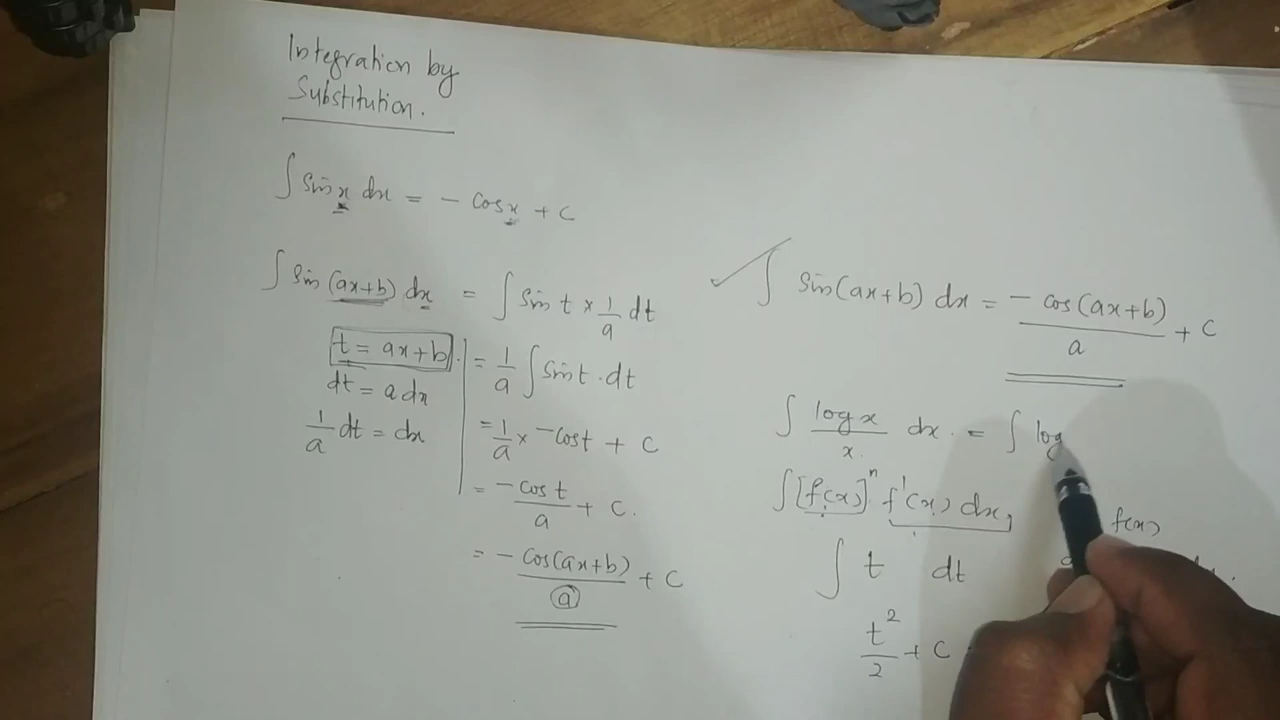 Integration by
Substitution.
∫ sin x dx = - cos x + c
∫ sin (ax+b) dx = ∫ sin t × 1/a dt
t = ax+b
= 1/a ∫ sin t · dt
dt = a dx
1/a dt = dx
= 1/a × -cos t + c
= -cos t / a + c.
= - cos(ax+b) / a + c
∫ sin(ax+b) dx = - cos(ax+b) / a + c
∫ log x / x dx = ∫ log
∫ [f(x)]ⁿ f'(x) dx,
f(x)
∫ t dt
t²/2 + c